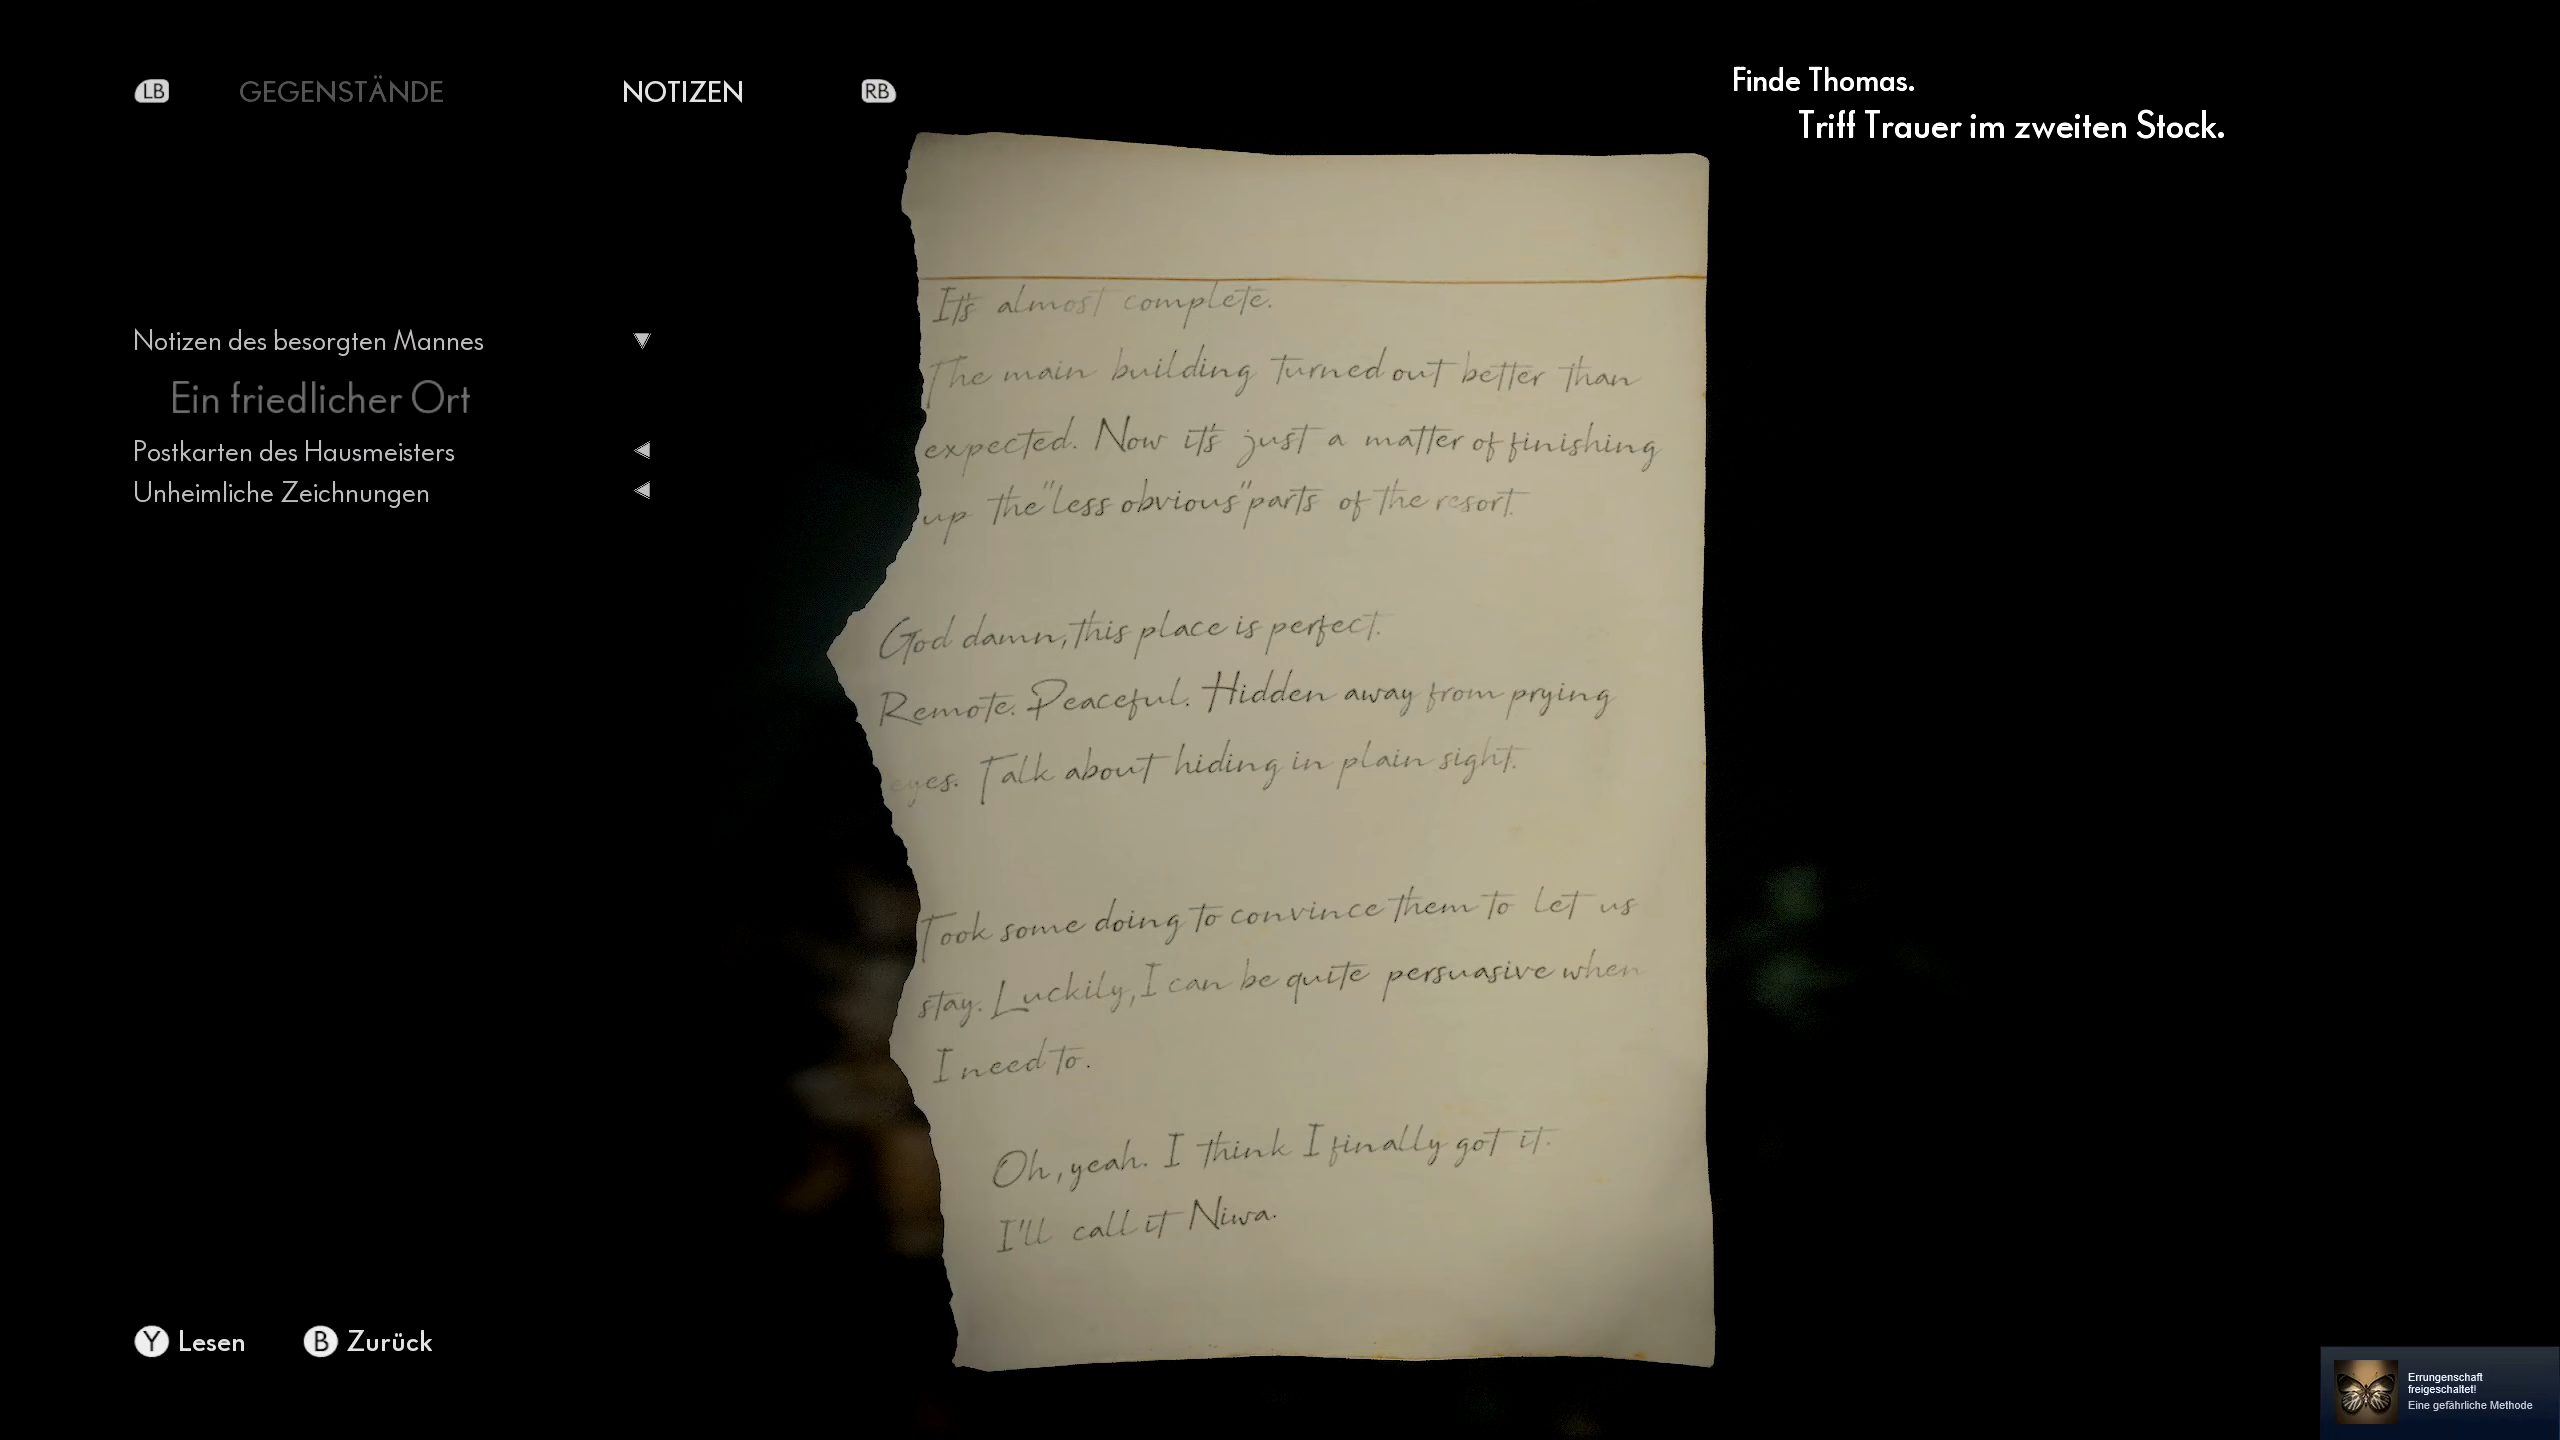 LB GEGENSTÄNDE NOTIZEN RB
Finde Thomas.
Triff Trauer im zweiten Stock.
Notizen des besorgten Mannes
Ein friedlicher Ort
Postkarten des Hausmeisters
Unheimliche Zeichnungen
It's almost complete.
The main building turned out better than
expected. Now it's just a matter of finishing
up the "less obvious" parts of the resort.
God damn, this place is perfect.
Remote. Peaceful. Hidden away from prying
eyes. Talk about hiding in plain sight.
Took some doing to convince them to let us
stay. Luckily, I can be quite persuasive when
I need to.
Oh, yeah. I think I finally got it.
I'll call it Niwa.
Y Lesen B Zurück
Errungenschaft
freigeschaltet!
Eine gefährliche Methode